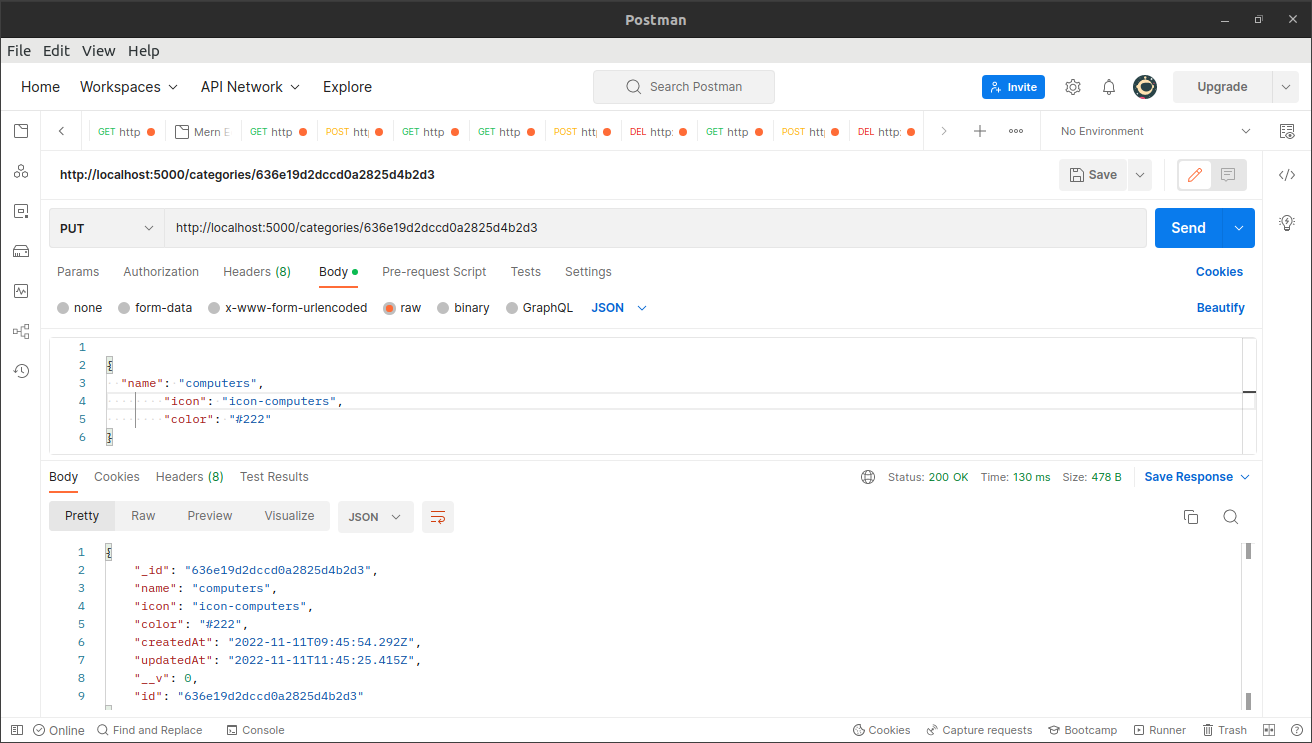 Postman
File Edit View Help
Home Workspaces API Network Explore Search Postman Invite Upgrade
GET http Mern E GET http POST http GET http GET http POST http DEL http: GET http POST http DEL http: No Environment
http://localhost:5000/categories/636e19d2dccd0a2825d4b2d3 Save
PUT http://localhost:5000/categories/636e19d2dccd0a2825d4b2d3 Send
Params Authorization Headers (8) Body Pre-request Script Tests Settings Cookies
none form-data x-www-form-urlencoded raw binary GraphQL JSON Beautify
1
2 {
3 "name": "computers",
4 "icon": "icon-computers",
5 "color": "#222"
6 }
Body Cookies Headers (8) Test Results Status: 200 OK Time: 130 ms Size: 478 B Save Response
Pretty Raw Preview Visualize JSON
1 {
2 "_id": "636e19d2dccd0a2825d4b2d3",
3 "name": "computers",
4 "icon": "icon-computers",
5 "color": "#222",
6 "createdAt": "2022-11-11T09:45:54.292Z",
7 "updatedAt": "2022-11-11T11:45:25.415Z",
8 "__v": 0,
9 "id": "636e19d2dccd0a2825d4b2d3"
Online Find and Replace Console Cookies Capture requests Bootcamp Runner Trash